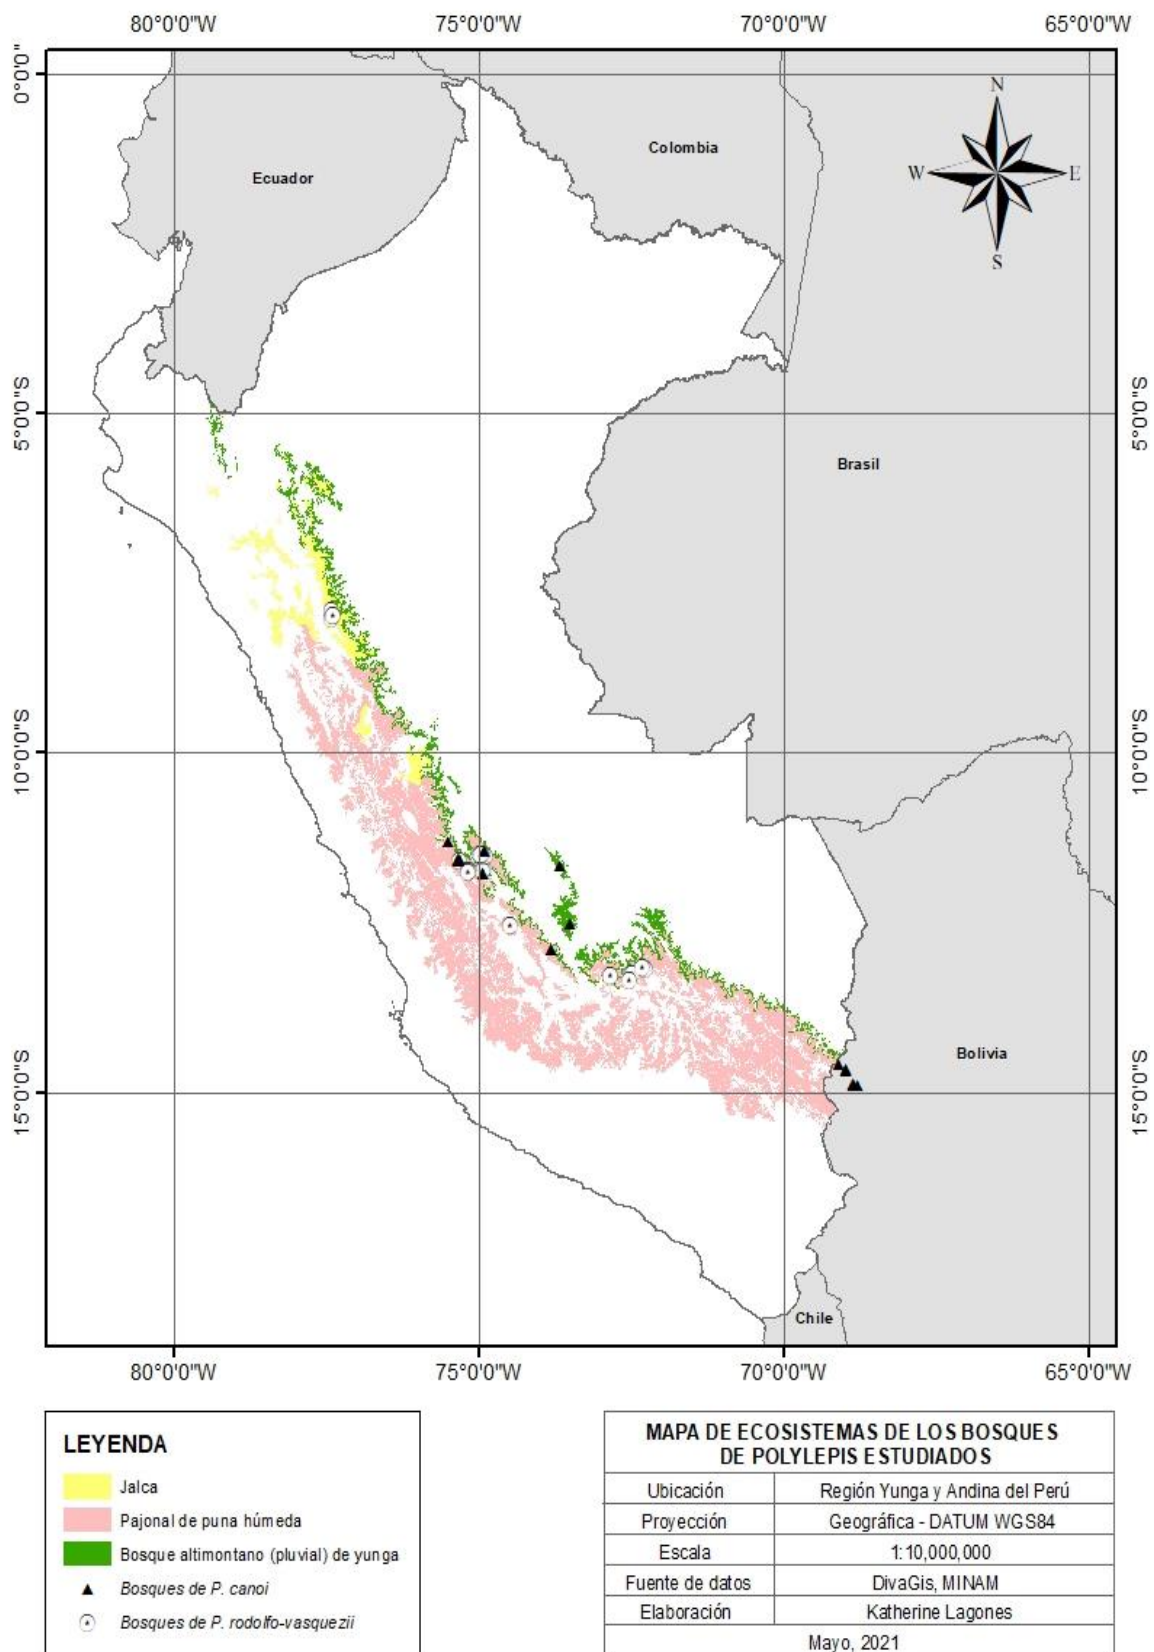 80°0'0"W 75°0'0"W 70°0'0"W 65°0'0"W
0°0'0"
N
W E
S
Colombia
Ecuador
5°0'0"S 5°0'0"S
Brasil
10°0'0"S 10°0'0"S
Bolivia
15°0'0"S 15°0'0"S
Chile
80°0'0"W 75°0'0"W 70°0'0"W 65°0'0"W
LEYENDA
Jalca
Pajonal de puna húmeda
Bosque altimontano (pluvial) de yunga
Bosques de P. canoi
Bosques de P. rodolfo-vasquezii
MAPA DE ECOSISTEMAS DE LOS BOSQUES
DE POLYLEPIS ESTUDIADOS
Ubicación Región Yunga y Andina del Perú
Proyección Geográfica - DATUM WGS84
Escala 1:10,000,000
Fuente de datos DivaGis, MINAM
Elaboración Katherine Lagones
Mayo, 2021